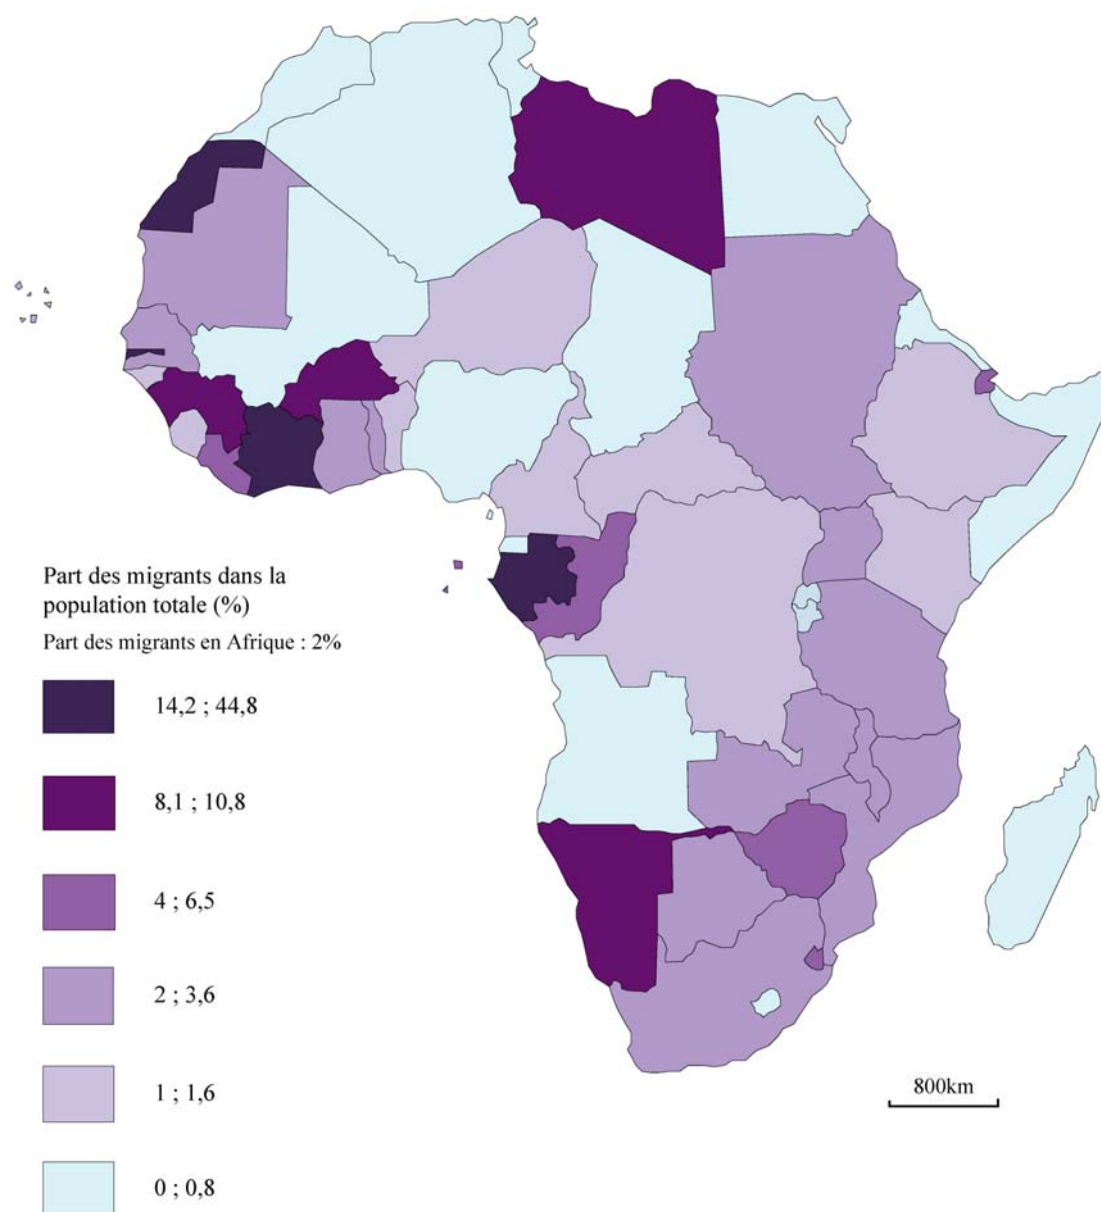 Part des migrants dans la
population totale (%)
Part des migrants en Afrique : 2%
14,2 ; 44,8
8,1 ; 10,8
4 ; 6,5
2 ; 3,6
1 ; 1,6
0 ; 0,8
800km